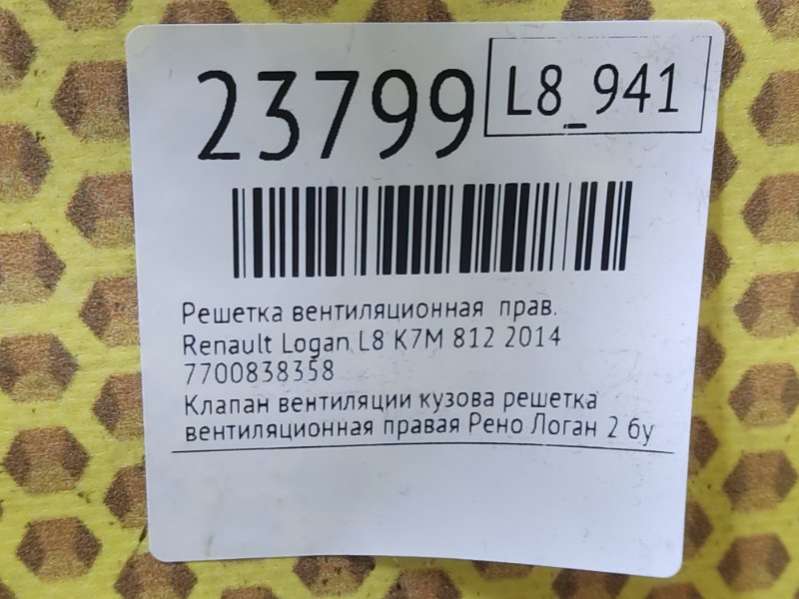 23799
L8_941
Решетка вентиляционная прав.
Renault Logan L8 K7M 812 2014
7700838358
Клапан вентиляции кузова решетка
вентиляционная правая Рено Логан 2 бу